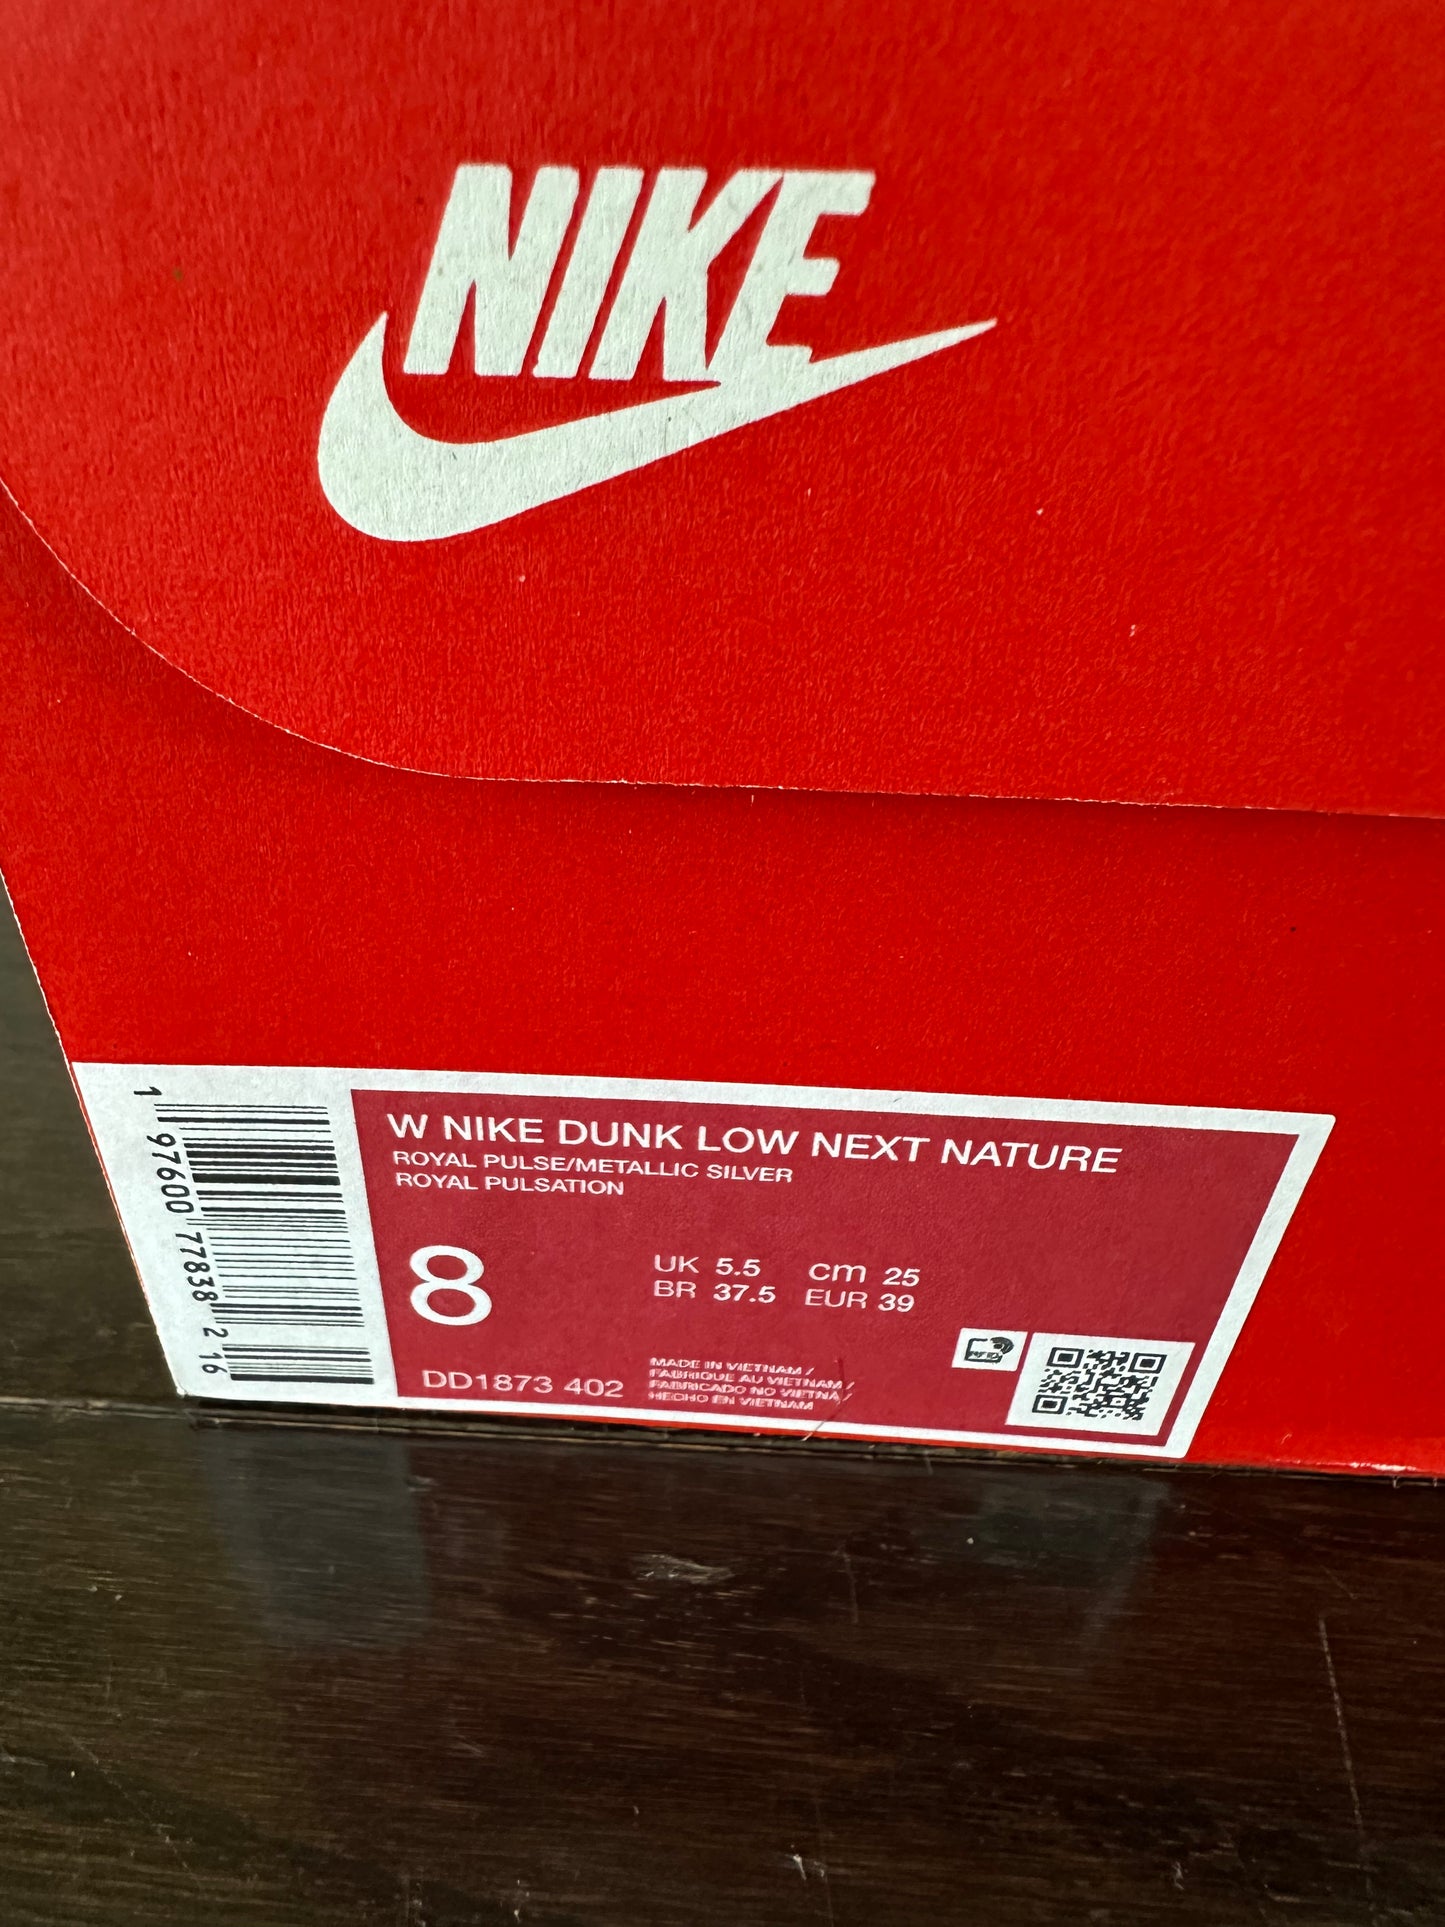 NIKE
W NIKE DUNK LOW NEXT NATURE
ROYAL PULSE/METALLIC SILVER
ROYAL PULSATION
8
UK 5.5 cm 25
BR 37.5 EUR 39
DD1873 402
MADE IN VIETNAM /
FABRIQUE AU VIETNAM /
FABRICADO NO VIETNA /
HECHO EN VIETNAM
1 97600 77838 2 16